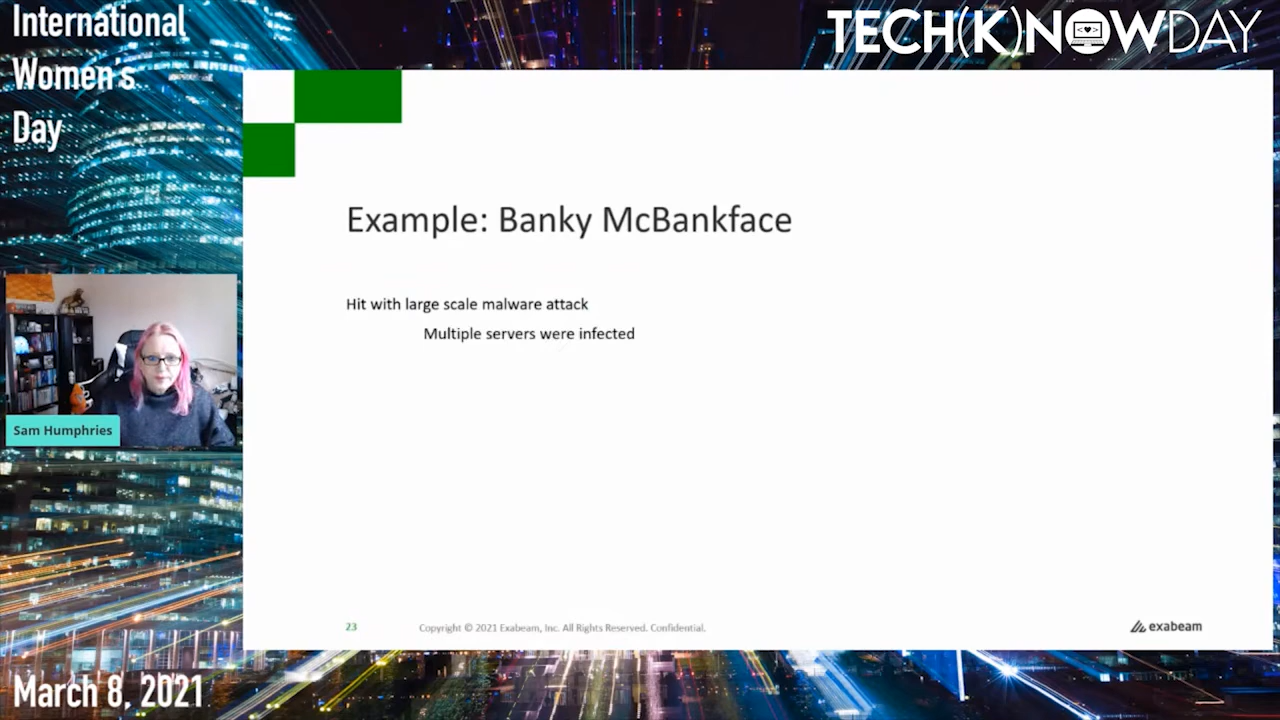 International
Women's
Day
TECH(K)NOWDAY
Example: Banky McBankface
Hit with large scale malware attack
Multiple servers were infected
Sam Humphries
23
Copyright © 2021 Exabeam, Inc. All Rights Reserved. Confidential.
exabeam
March 8, 2021